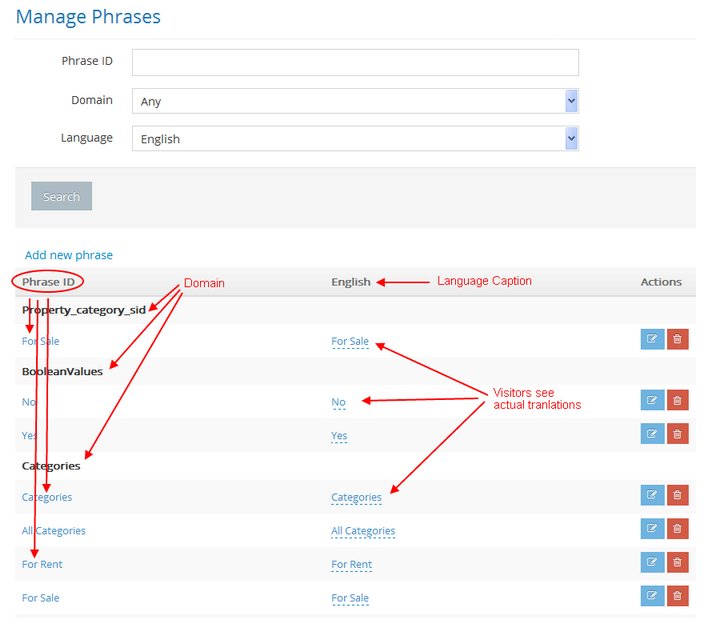 Manage Phrases
Phrase ID
Domain Any
Language English
Search
Add new phrase
Phrase ID Domain English Language Caption Actions
Property_category_sid
For Sale For Sale
BooleanValues
No No
Visitors see
actual tranlations
Yes Yes
Categories
Categories Categories
All Categories All Categories
For Rent For Rent
For Sale For Sale